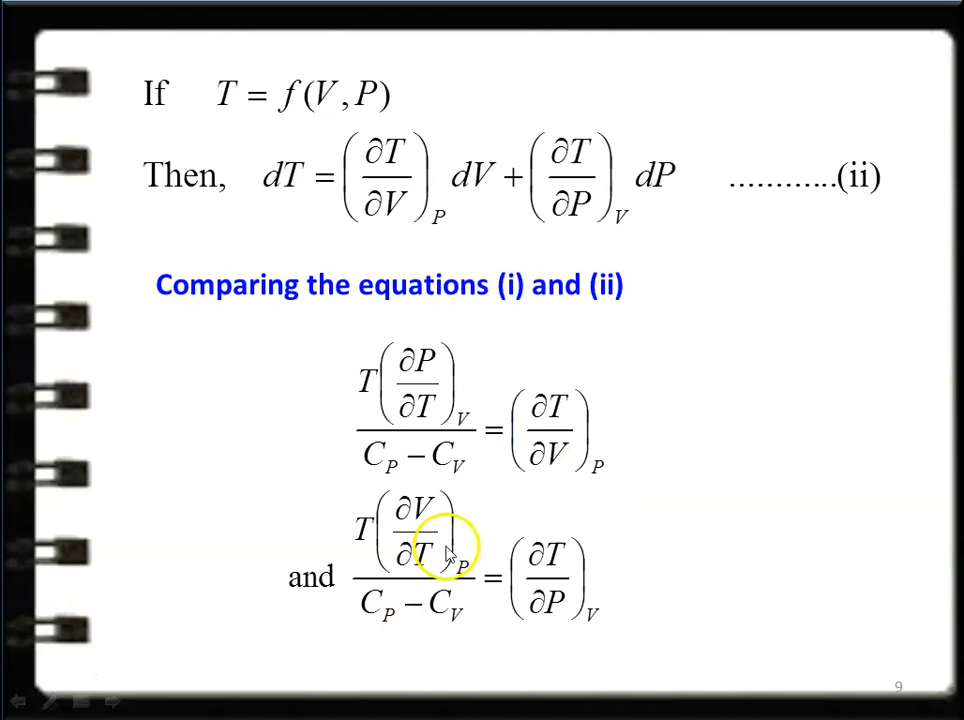 If T = f(V, P)
Then, dT = (∂T/∂V)_P dV + (∂T/∂P)_V dP ............(ii)
Comparing the equations (i) and (ii)
T(∂P/∂T)_V / (C_P − C_V) = (∂T/∂V)_P
and T(∂V/∂T)_P / (C_P − C_V) = (∂T/∂P)_V
9